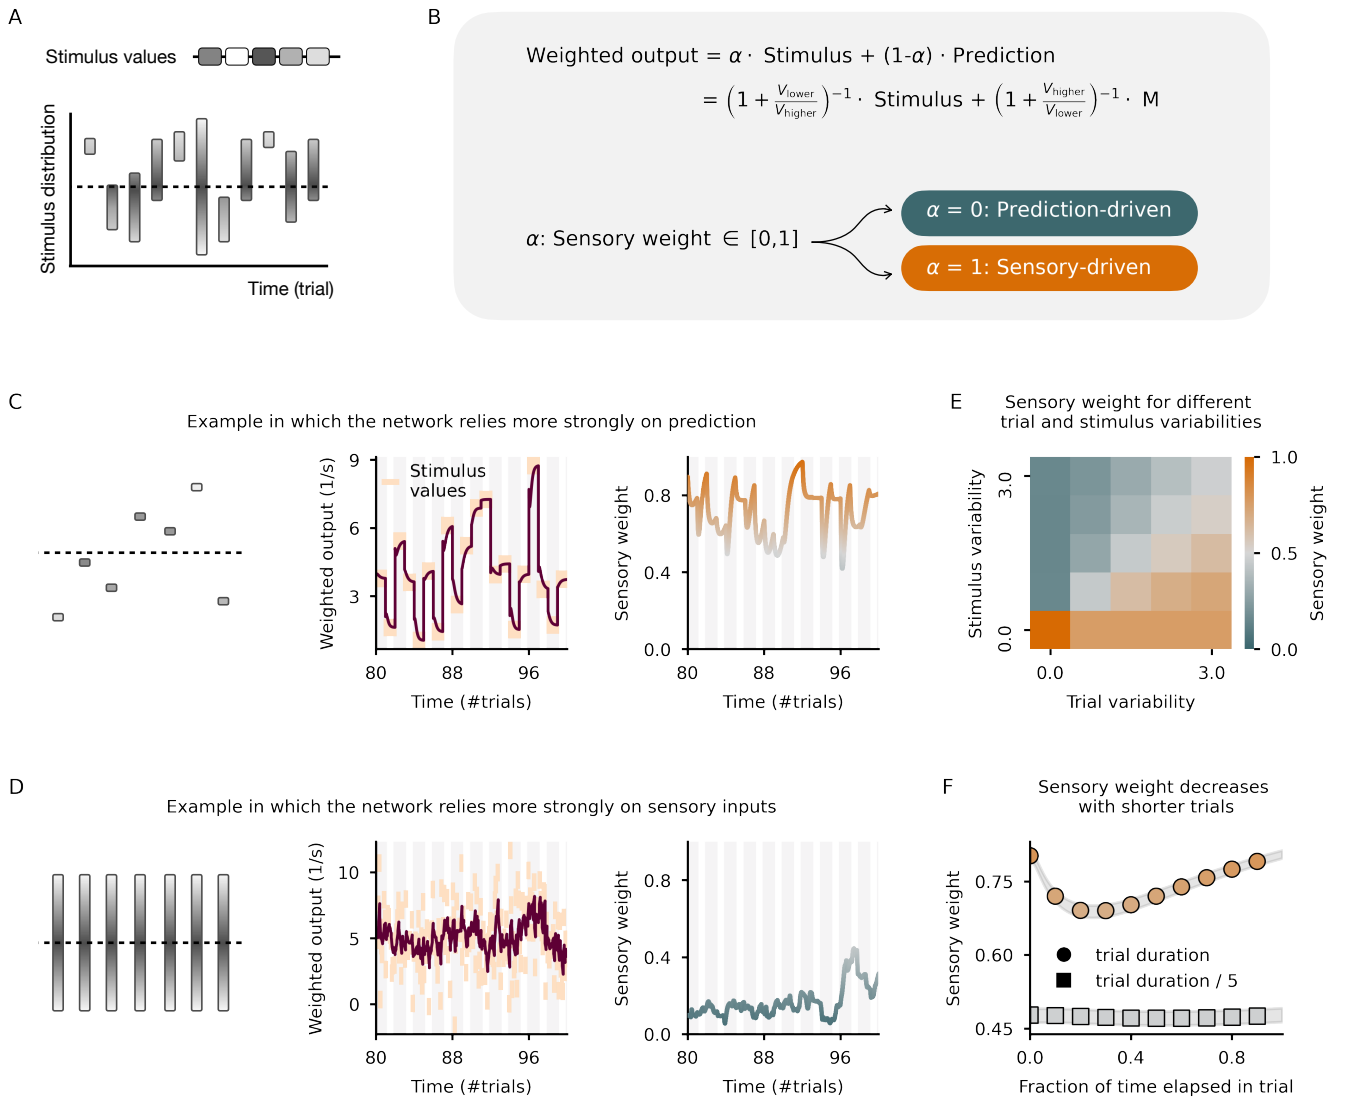 A
Stimulus values
Stimulus distribution
Time (trial)
B
Weighted output = α · Stimulus + (1-α) · Prediction
= (1 + V_lower/V_higher)^−1 · Stimulus + (1 + V_higher/V_lower)^−1 · M
α: Sensory weight ∈ [0,1]
α = 0: Prediction-driven
α = 1: Sensory-driven
C
Example in which the network relies more strongly on prediction
Weighted output (1/s)
9
6
3
Stimulus
values
80
88
96
Time (#trials)
Sensory weight
0.8
0.4
0.0
80
88
96
Time (#trials)
E
Sensory weight for different
trial and stimulus variabilities
Stimulus variability
3.0
0.0
0.0
3.0
Trial variability
1.0
0.5
0.0
Sensory weight
D
Example in which the network relies more strongly on sensory inputs
Weighted output (1/s)
10
5
0
80
88
96
Time (#trials)
Sensory weight
0.8
0.4
0.0
80
88
96
Time (#trials)
F
Sensory weight decreases
with shorter trials
Sensory weight
0.75
0.60
0.45
trial duration
trial duration / 5
0.0
0.4
0.8
Fraction of time elapsed in trial